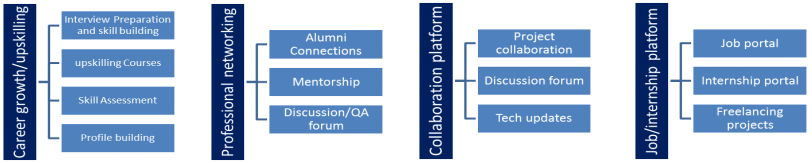 Career growth/upskilling
Interview Preparation
and skill building
upskilling Courses
Skill Assessment
Profile building
Professional networking
Alumni
Connections
Mentorship
Discussion/QA
forum
Collaboration platform
Project
collaboration
Discussion forum
Tech updates
Job/internship platform
Job portal
Internship portal
Freelancing
projects